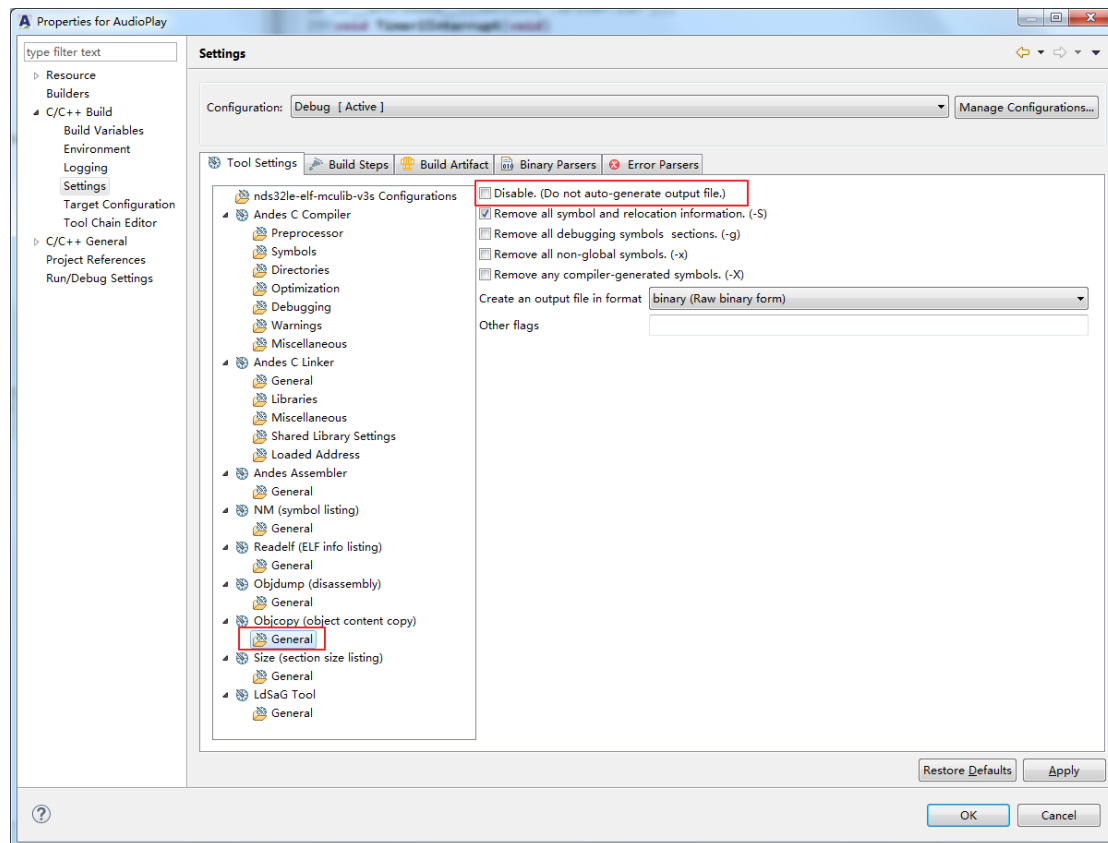 Properties for AudioPlay
type filter text
Resource
Builders
C/C++ Build
Build Variables
Environment
Logging
Settings
Target Configuration
Tool Chain Editor
C/C++ General
Project References
Run/Debug Settings
Settings
Configuration: Debug [ Active ] Manage Configurations...
Tool Settings Build Steps Build Artifact Binary Parsers Error Parsers
nds32le-elf-mculib-v3s Configurations
Andes C Compiler
Preprocessor
Symbols
Directories
Optimization
Debugging
Warnings
Miscellaneous
Andes C Linker
General
Libraries
Miscellaneous
Shared Library Settings
Loaded Address
Andes Assembler
General
NM (symbol listing)
General
Readelf (ELF info listing)
General
Objdump (disassembly)
General
Objcopy (object content copy)
General
Size (section size listing)
General
LdSaG Tool
General
Disable. (Do not auto-generate output file.)
Remove all symbol and relocation information. (-S)
Remove all debugging symbols sections. (-g)
Remove all non-global symbols. (-x)
Remove any compiler-generated symbols. (-X)
Create an output file in format binary (Raw binary form)
Other flags
Restore Defaults Apply
OK Cancel